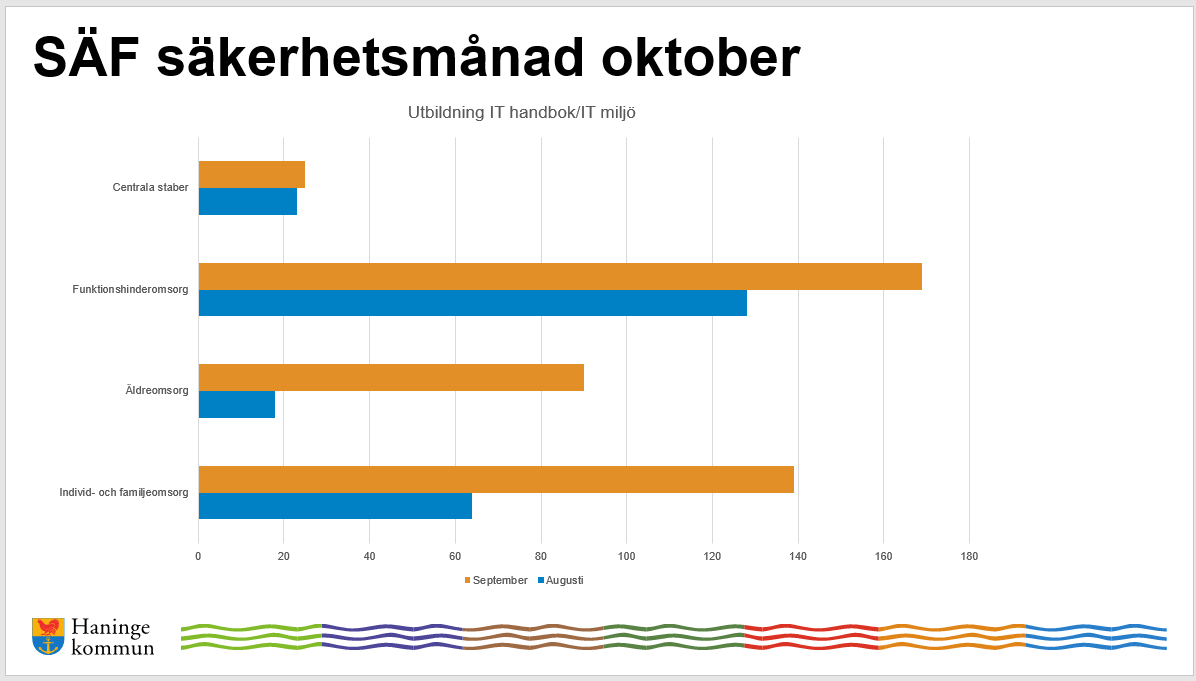 SÄF säkerhetsmånad oktober
Utbildning IT handbok/IT miljö
Centrala staber
Funktionshinderomsorg
Äldreomsorg
Individ- och familjeomsorg
0 20 40 60 80 100 120 140 160 180
September Augusti
Haninge
kommun